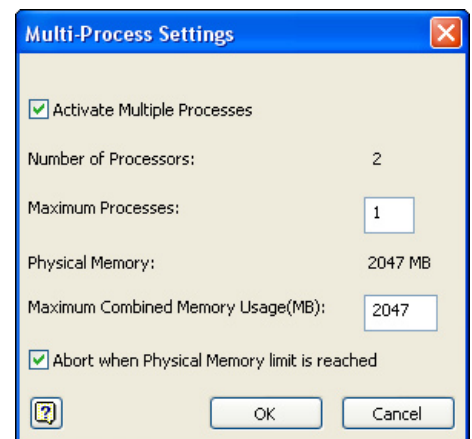 Multi-Process Settings
Activate Multiple Processes
Number of Processors: 2
Maximum Processes: 1
Physical Memory: 2047 MB
Maximum Combined Memory Usage(MB): 2047
Abort when Physical Memory limit is reached
? OK Cancel